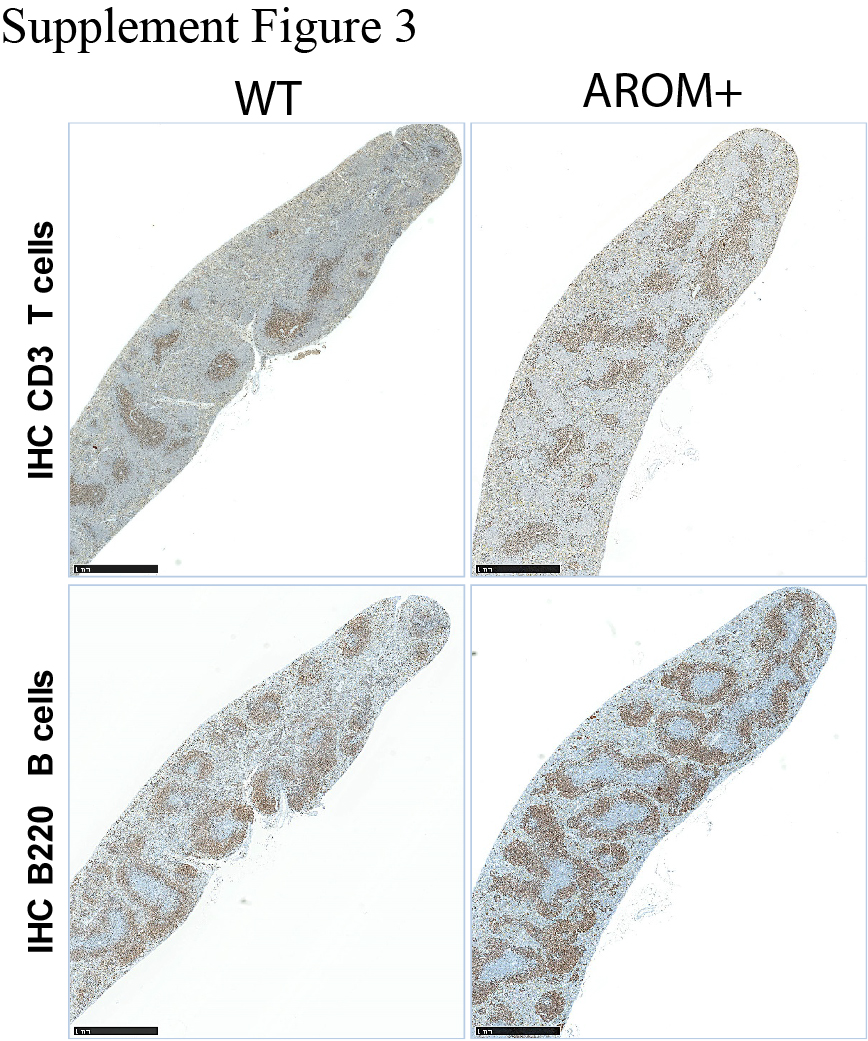 Supplement Figure 3
WT
AROM+
IHC CD3 T cells
IHC B220 B cells